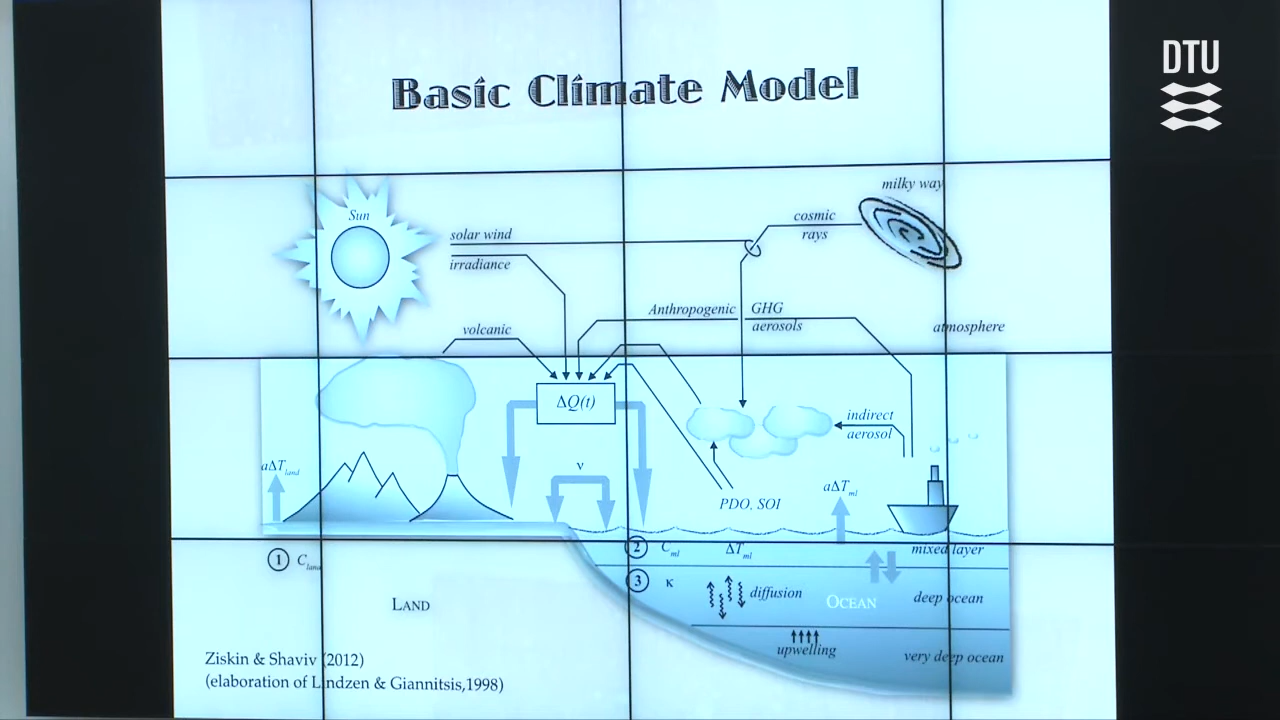 DTU
Basic Climate Model
milky way
Sun
cosmic
rays
solar wind
irradiance
Anthropogenic
GHG
aerosols
volcanic
atmosphere
ΔQ(t)
indirect
aerosol
aΔT_land
ν
aΔT_ml
PDO, SOI
1 C_land
2 C_ml ΔT_ml
mixed layer
3 κ
diffusion
OCEAN
deep ocean
LAND
upwelling
very deep ocean
Ziskin & Shaviv (2012)
(elaboration of Lindzen & Giannitsis,1998)